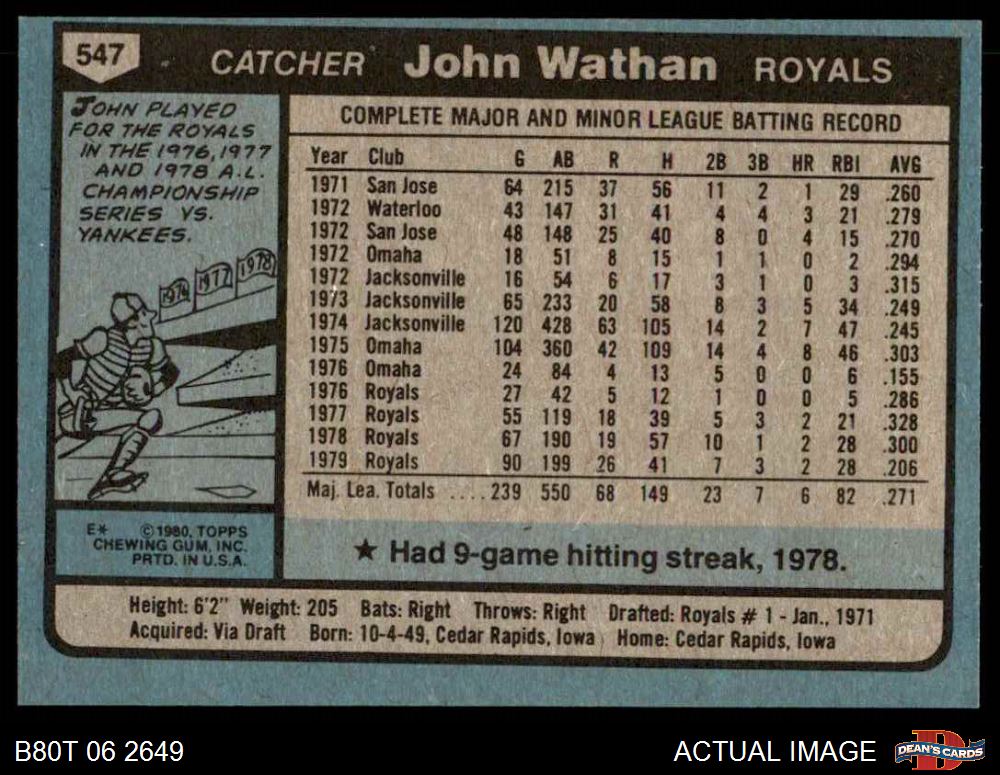 547 CATCHER John Wathan ROYALS
JOHN PLAYED
FOR THE ROYALS
IN THE 1976, 1977
AND 1978 A.L.
CHAMPIONSHIP
SERIES VS.
YANKEES.
1976 1977 1978
E* ©1980, TOPPS
CHEWING GUM, INC.
PRTD. IN U.S.A.
COMPLETE MAJOR AND MINOR LEAGUE BATTING RECORD
Year Club G AB R H 2B 3B HR RBI AVG
1971 San Jose 64 215 37 56 11 2 1 29 .260
1972 Waterloo 43 147 31 41 4 4 3 21 .279
1972 San Jose 48 148 25 40 8 0 4 15 .270
1972 Omaha 18 51 8 15 1 1 0 2 .294
1972 Jacksonville 16 54 6 17 3 1 0 3 .315
1973 Jacksonville 65 233 20 58 8 3 5 34 .249
1974 Jacksonville 120 428 63 105 14 2 7 47 .245
1975 Omaha 104 360 42 109 14 4 8 46 .303
1976 Omaha 24 84 4 13 5 0 0 6 .155
1976 Royals 27 42 5 12 1 0 0 5 .286
1977 Royals 55 119 18 39 5 3 2 21 .328
1978 Royals 67 190 19 57 10 1 2 28 .300
1979 Royals 90 199 26 41 7 3 2 28 .206
Maj. Lea. Totals ....239 550 68 149 23 7 6 82 .271
★ Had 9-game hitting streak, 1978.
Height: 6'2" Weight: 205 Bats: Right Throws: Right Drafted: Royals # 1 - Jan., 1971
Acquired: Via Draft Born: 10-4-49, Cedar Rapids, Iowa Home: Cedar Rapids, Iowa
B80T 06 2649 ACTUAL IMAGE D DEAN'S CARDS